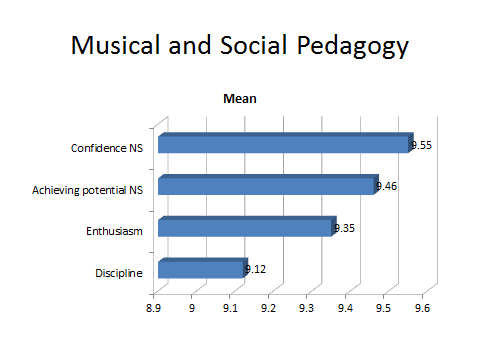 Musical and Social Pedagogy
Mean
Confidence NS 9.55
Achieving potential NS 9.46
Enthusiasm 9.35
Discipline 9.12
8.9 9 9.1 9.2 9.3 9.4 9.5 9.6